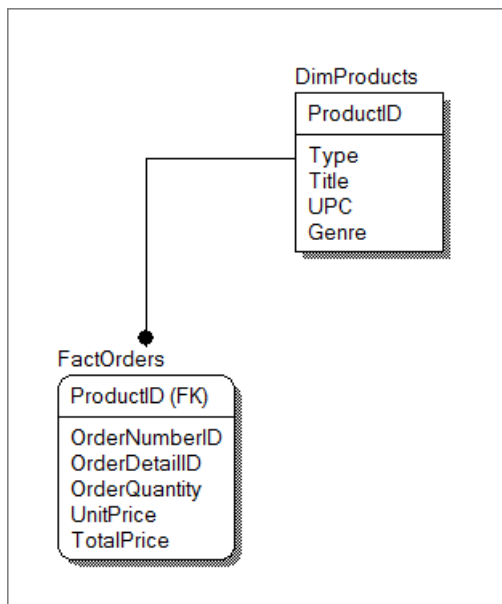 DimProducts
ProductID
Type
Title
UPC
Genre
FactOrders
ProductID (FK)
OrderNumberID
OrderDetailID
OrderQuantity
UnitPrice
TotalPrice